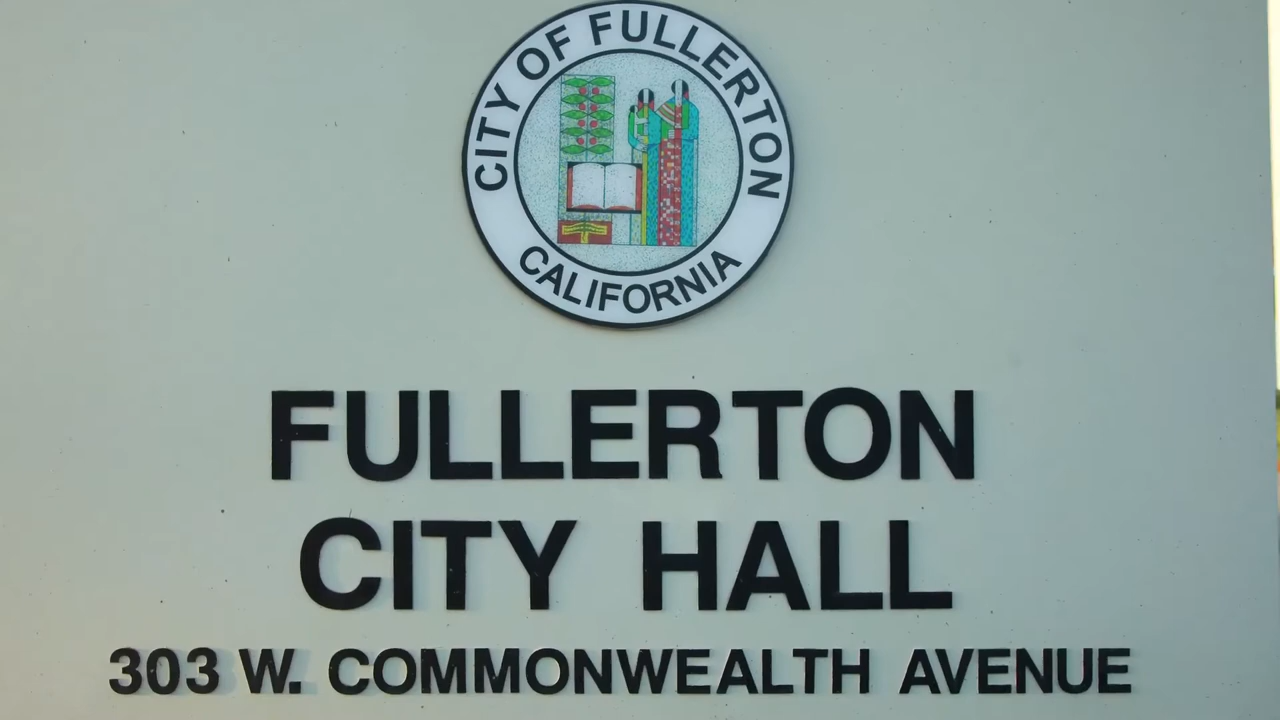 CITY OF FULLERTON
CALIFORNIA
FULLERTON
CITY HALL
303 W. COMMONWEALTH AVENUE